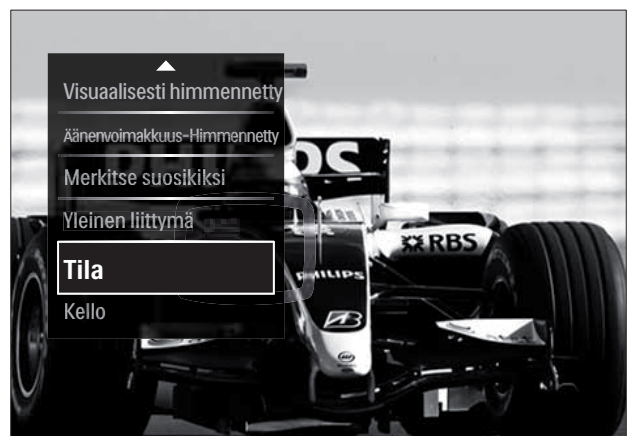 Visuaalisesti himmennetty
Äänenvoimakkuus-Himmennetty
Merkitse suosikiksi
Yleinen liittymä
Tila
Kello
RBS
PHILIPS